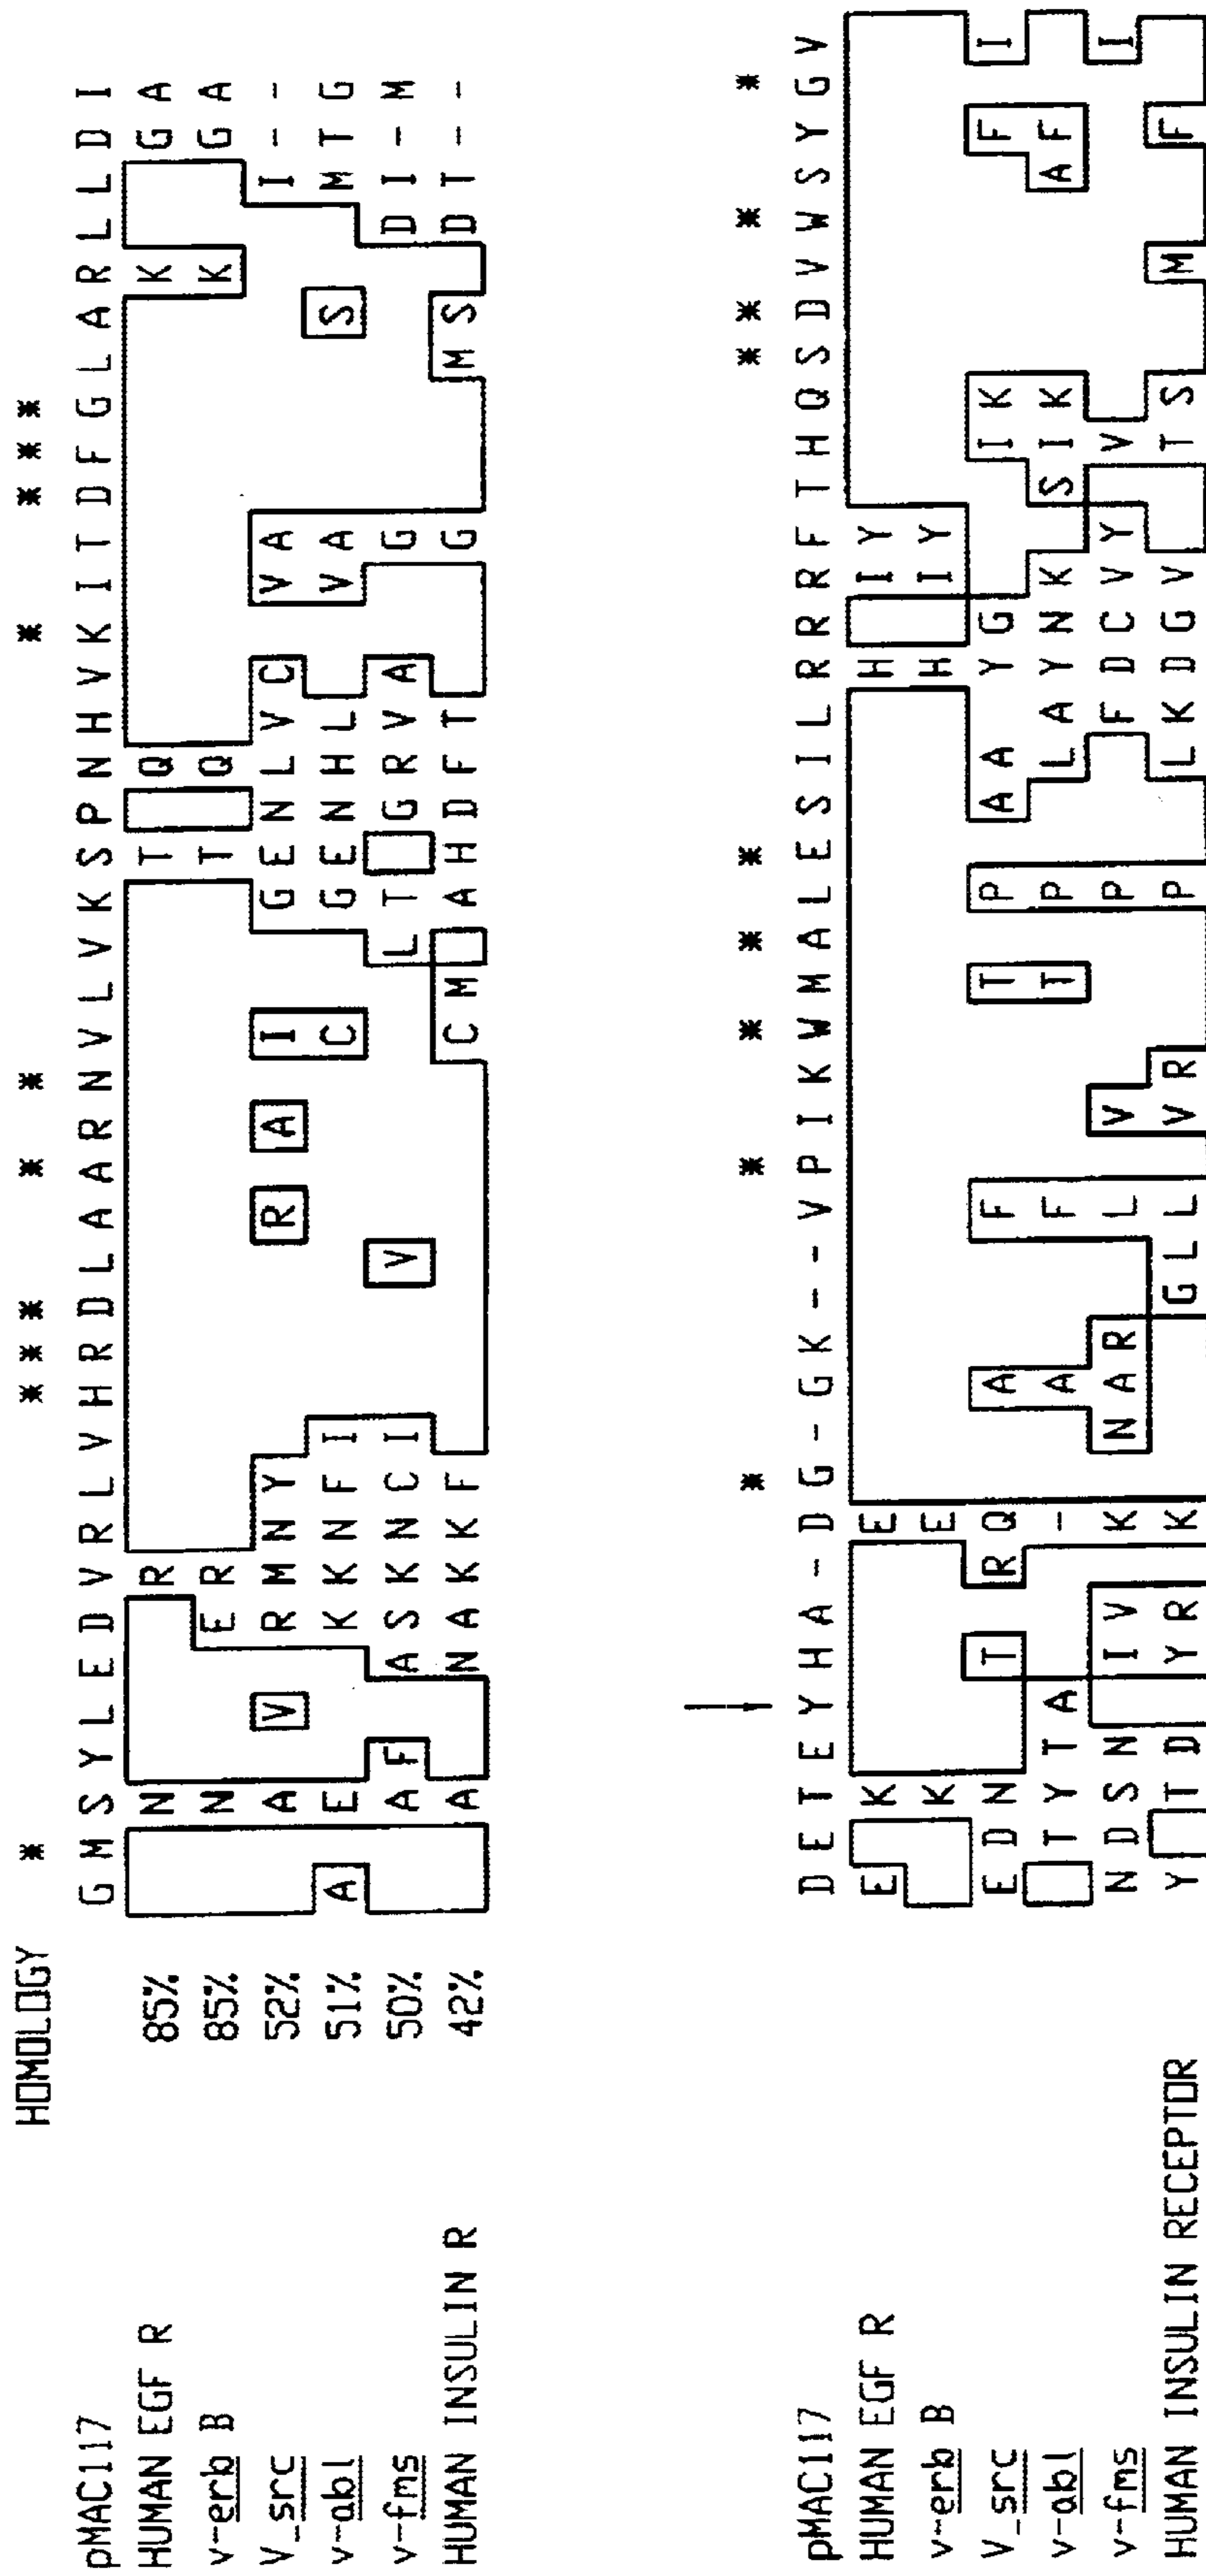 HOMOLOGY
* * * * * * * * * *
pMAC117 G M S Y L E D V R L V H R D L A A R N V L V K S P N H V K I T D F G L A R L L D I
HUMAN EGF R 85% N R T Q K G A
v-erb B 85% N E R T Q K G A
V_src 52% A V R M N Y R A I G E N L V C V A I - -
v-abl 51% A E K K N F I C G E N H L V A S M T G
v-fms 50% A F A S K N C I V L T G R V A G D I - M
HUMAN INSULIN R 42% A N A K K F C M A H D F T G M S D T - -
* * * * * * * * *
pMAC117 D E T E Y H A - D G - G K - - V P I K W M A L E S I L R R R F T H Q S D V W S Y G V
HUMAN EGF R E K E H I Y
v-erb B K E H I Y
V_src E D N T R Q A F T P A A Y G I K F I
v-abl T Y T A - A F T P L A Y N K S I K A F
v-fms N D S N I V K N A R L V P F D C V Y V I
HUMAN INSULIN RECEPTOR Y T D Y R K G L L V R P L K D G V T S M F